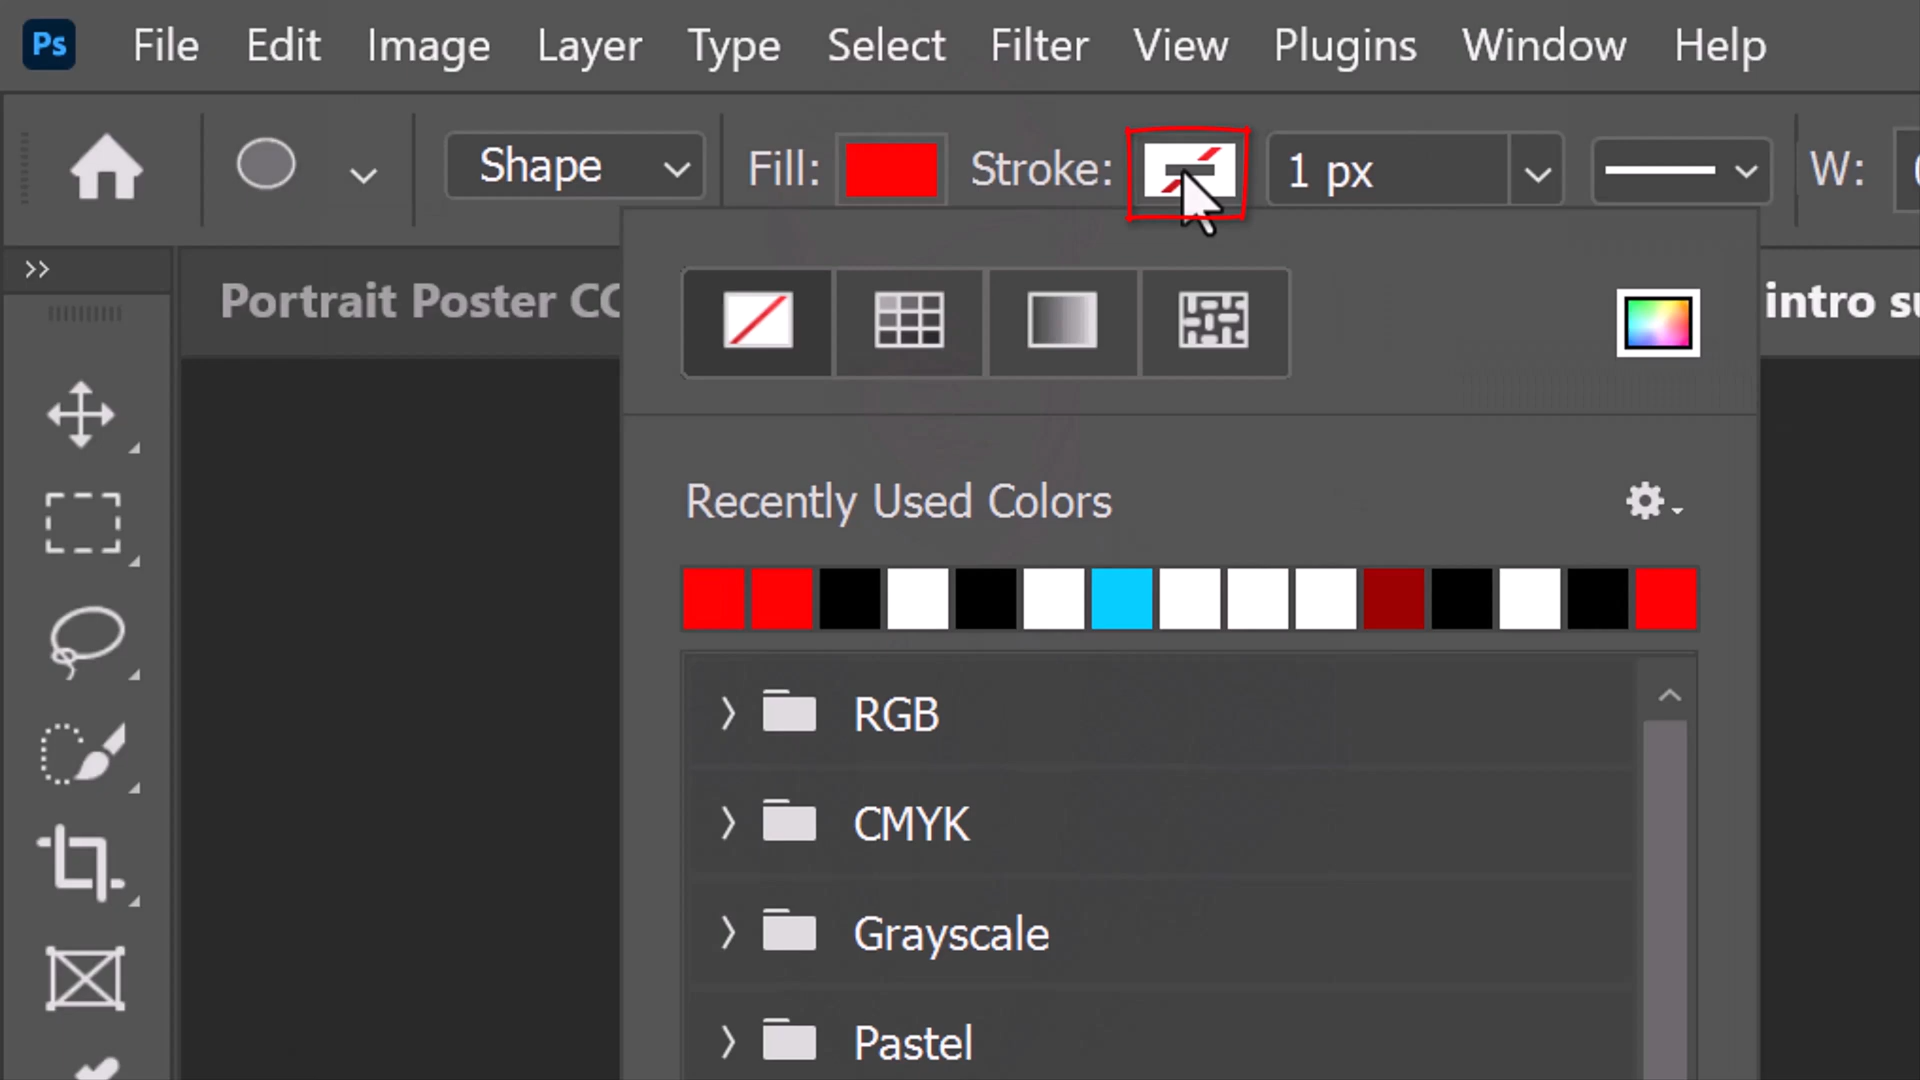 Ps File Edit Image Layer Type Select Filter View Plugins Window Help
Shape Fill: Stroke: 1 px W:
Portrait Poster CC intro
Recently Used Colors
RGB
CMYK
Grayscale
Pastel